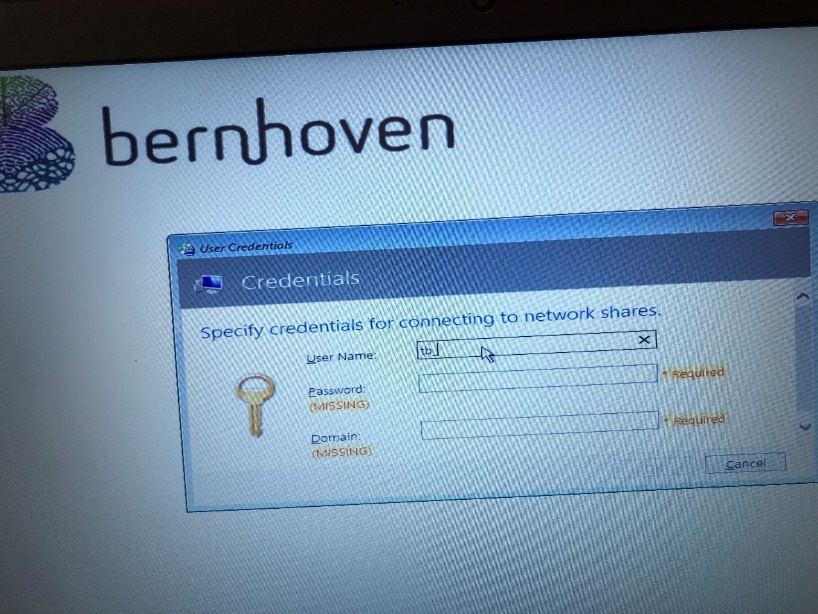 bernhoven
User Credentials
Credentials
Specify credentials for connecting to network shares.
User Name:
tb_
Password:
* Required
(MISSING)
Domain:
* Required
(MISSING)
Cancel